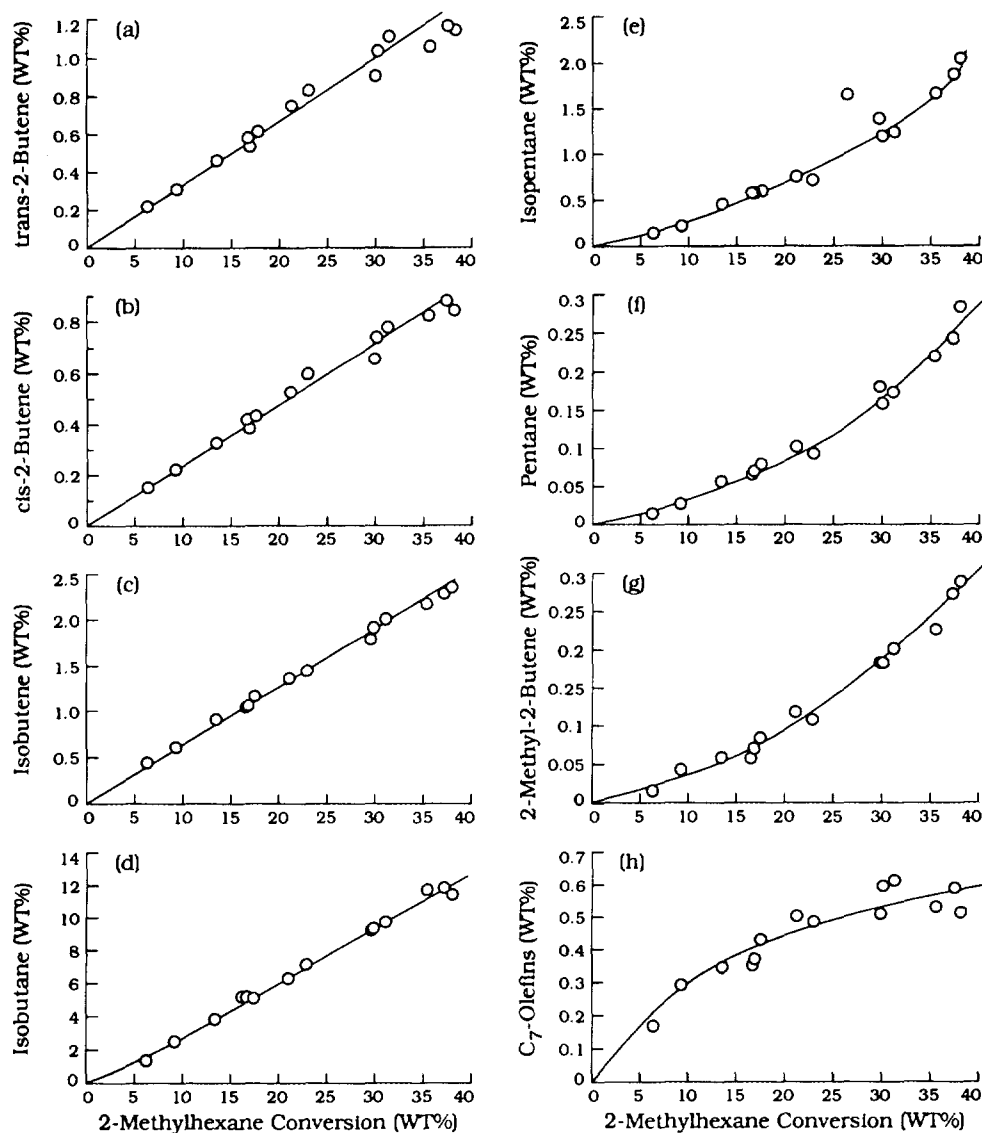 (a)
trans-2-Butene (WT%)
1.2
1.0
0.8
0.6
0.4
0.2
0
0 5 10 15 20 25 30 35 40
(b)
cis-2-Butene (WT%)
0.8
0.6
0.4
0.2
0
0 5 10 15 20 25 30 35 40
(c)
Isobutene (WT%)
2.5
2.0
1.5
1.0
0.5
0
0 5 10 15 20 25 30 35 40
(d)
Isobutane (WT%)
14
12
10
8
6
4
2
0
0 5 10 15 20 25 30 35 40
2-Methylhexane Conversion (WT%)
(e)
Isopentane (WT%)
2.5
2.0
1.5
1.0
0.5
0
0 5 10 15 20 25 30 35 40
(f)
Pentane (WT%)
0.3
0.25
0.2
0.15
0.1
0.05
0
0 5 10 15 20 25 30 35 40
(g)
2-Methyl-2-Butene (WT%)
0.3
0.25
0.2
0.25
0.1
0.05
0
0 5 10 15 20 25 30 35 40
(h)
C₇-Olefins (WT%)
0.7
0.6
0.5
0.4
0.3
0.2
0.1
0
0 5 10 15 20 25 30 35 40
2-Methylhexane Conversion (WT%)